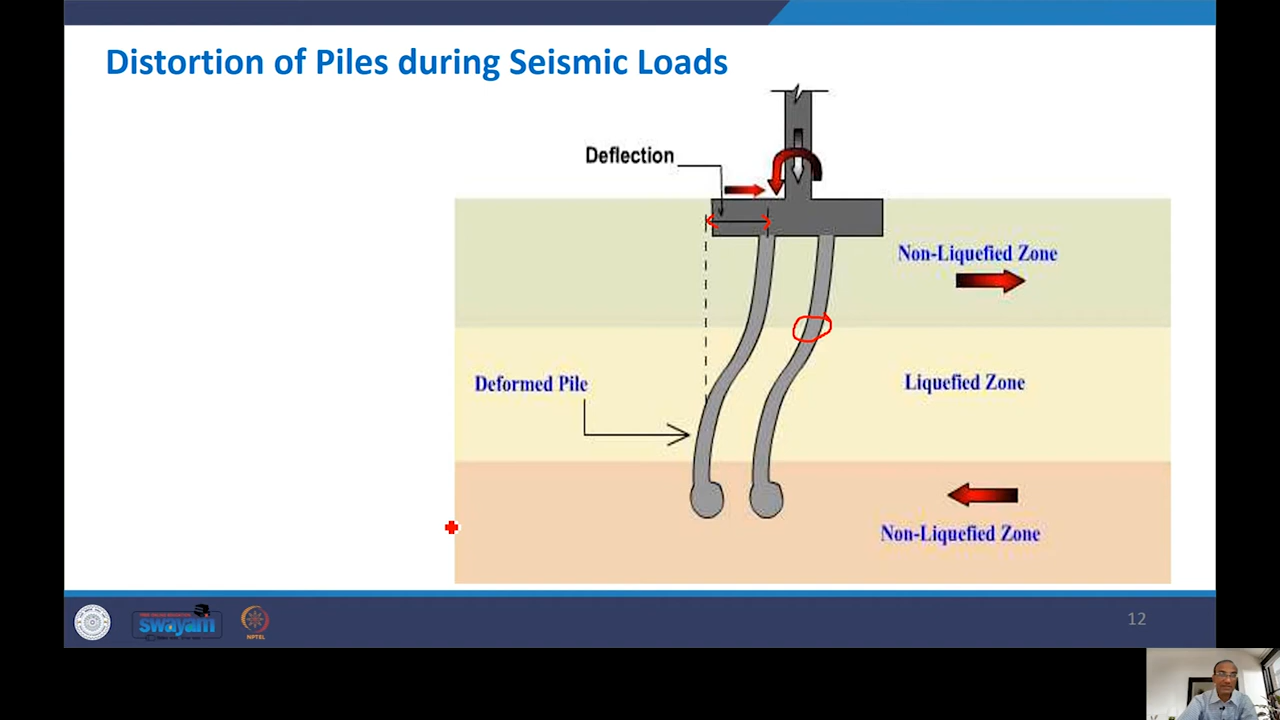 Distortion of Piles during Seismic Loads
Deflection
Non-Liquefied Zone
Deformed Pile
Liquefied Zone
Non-Liquefied Zone
swayam
NPTEL
12